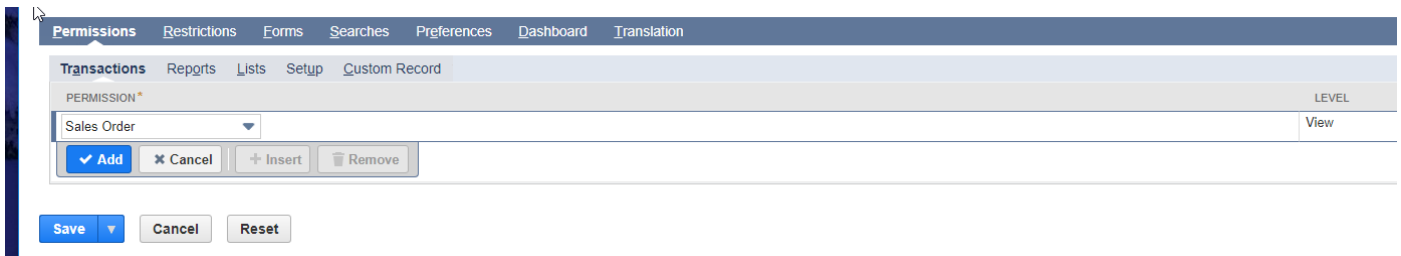 Permissions Restrictions Forms Searches Preferences Dashboard Translation
Transactions Reports Lists Setup Custom Record
PERMISSION* LEVEL
Sales Order View
Add Cancel Insert Remove
Save Cancel Reset